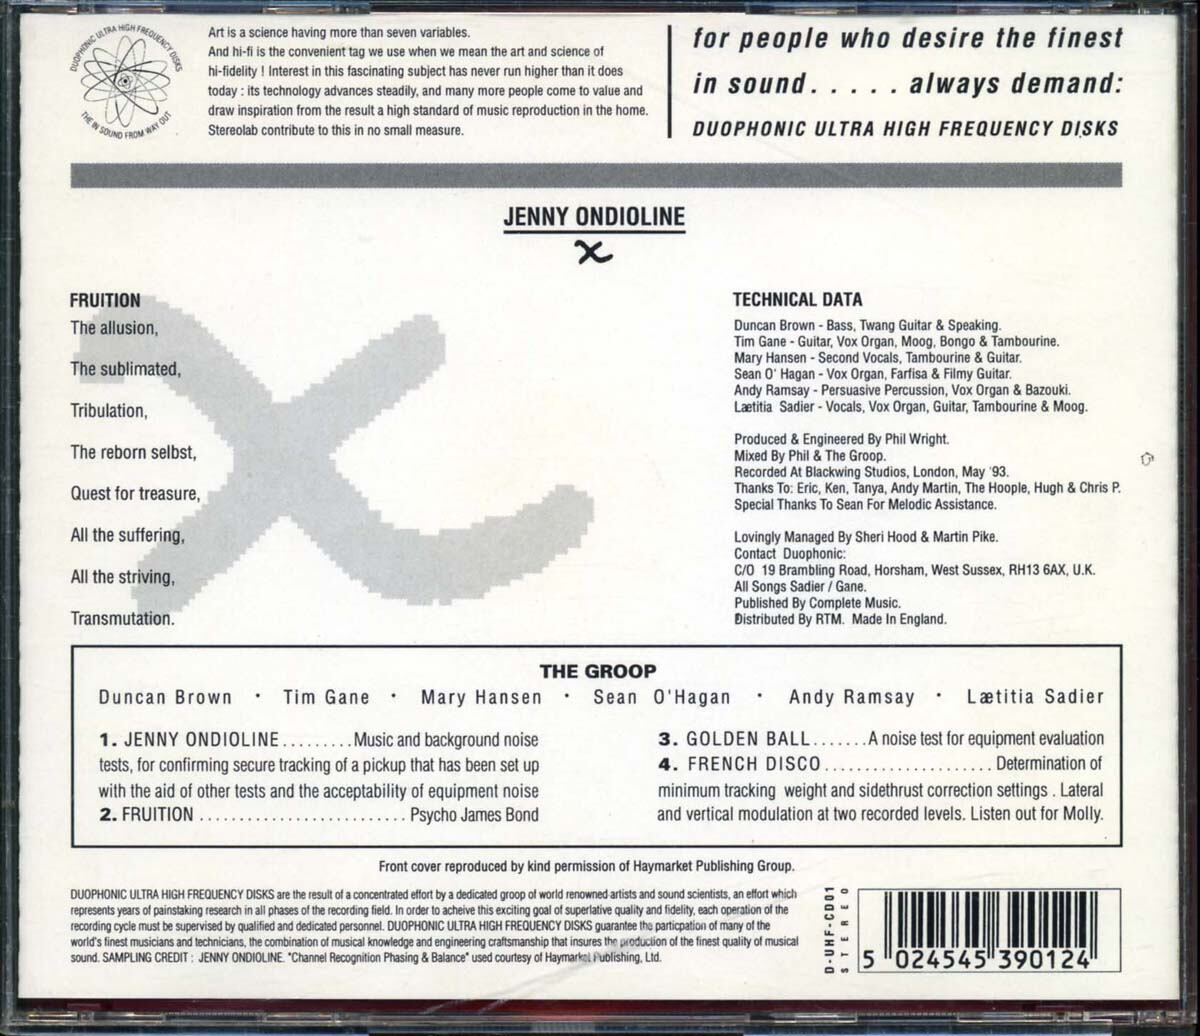 DUOPHONIC ULTRA HIGH FREQUENCY DISKS
THE IN SOUND FROM WAY OUT
Art is a science having more than seven variables.
And hi-fi is the convenient tag we use when we mean the art and science of
hi-fidelity ! Interest in this fascinating subject has never run higher than it does
today : its technology advances steadily, and many more people come to value and
draw inspiration from the result a high standard of music reproduction in the home.
Stereolab contribute to this in no small measure.
for people who desire the finest
in sound. . . . . always demand:
DUOPHONIC ULTRA HIGH FREQUENCY DISKS
JENNY ONDIOLINE
x
FRUITION
The allusion,
The sublimated,
Tribulation,
The reborn selbst,
Quest for treasure,
All the suffering,
All the striving,
Transmutation.
TECHNICAL DATA
Duncan Brown - Bass, Twang Guitar & Speaking.
Tim Gane - Guitar, Vox Organ, Moog, Bongo & Tambourine.
Mary Hansen - Second Vocals, Tambourine & Guitar.
Sean O' Hagan - Vox Organ, Farfisa & Filmy Guitar.
Andy Ramsay - Persuasive Percussion, Vox Organ & Bazouki.
Lætitia Sadier - Vocals, Vox Organ, Guitar, Tambourine & Moog.
Produced & Engineered By Phil Wright.
Mixed By Phil & The Groop.
Recorded At Blackwing Studios, London, May '93.
Thanks To: Eric, Ken, Tanya, Andy Martin, The Hoople, Hugh & Chris P.
Special Thanks To Sean For Melodic Assistance.
Lovingly Managed By Sheri Hood & Martin Pike.
Contact Duophonic:
C/O 19 Brambling Road, Horsham, West Sussex, RH13 6AX, U.K.
All Songs Sadier / Gane.
Published By Complete Music.
Distributed By RTM. Made In England.
THE GROOP
Duncan Brown · Tim Gane · Mary Hansen · Sean O'Hagan · Andy Ramsay · Lætitia Sadier
1. JENNY ONDIOLINE.........Music and background noise
tests, for confirming secure tracking of a pickup that has been set up
with the aid of other tests and the acceptability of equipment noise
2. FRUITION .......................... Psycho James Bond
3. GOLDEN BALL.......A noise test for equipment evaluation
4. FRENCH DISCO.....................Determination of
minimum tracking weight and sidethrust correction settings . Lateral
and vertical modulation at two recorded levels. Listen out for Molly.
Front cover reproduced by kind permission of Haymarket Publishing Group.
DUOPHONIC ULTRA HIGH FREQUENCY DISKS are the result of a concentrated effort by a dedicated groop of world renowned artists and sound scientists, an effort which
represents years of painstaking research in all phases of the recording field. In order to acheive this exciting goal of superlative quality and fidelity, each operation of the
recording cycle must be supervised by qualified and dedicated personnel. DUOPHONIC ULTRA HIGH FREQUENCY DISKS guarantee the particpation of many of the
world's finest musicians and technicians, the combination of musical knowledge and engineering craftsmanship that insures the production of the finest quality of musical
sound. SAMPLING CREDIT : JENNY ONDIOLINE. "Channel Recognition Phasing & Balance" used courtesy of Haymarket Publishing, Ltd.
D-UHF-CD01
STEREO
5 024545 390124